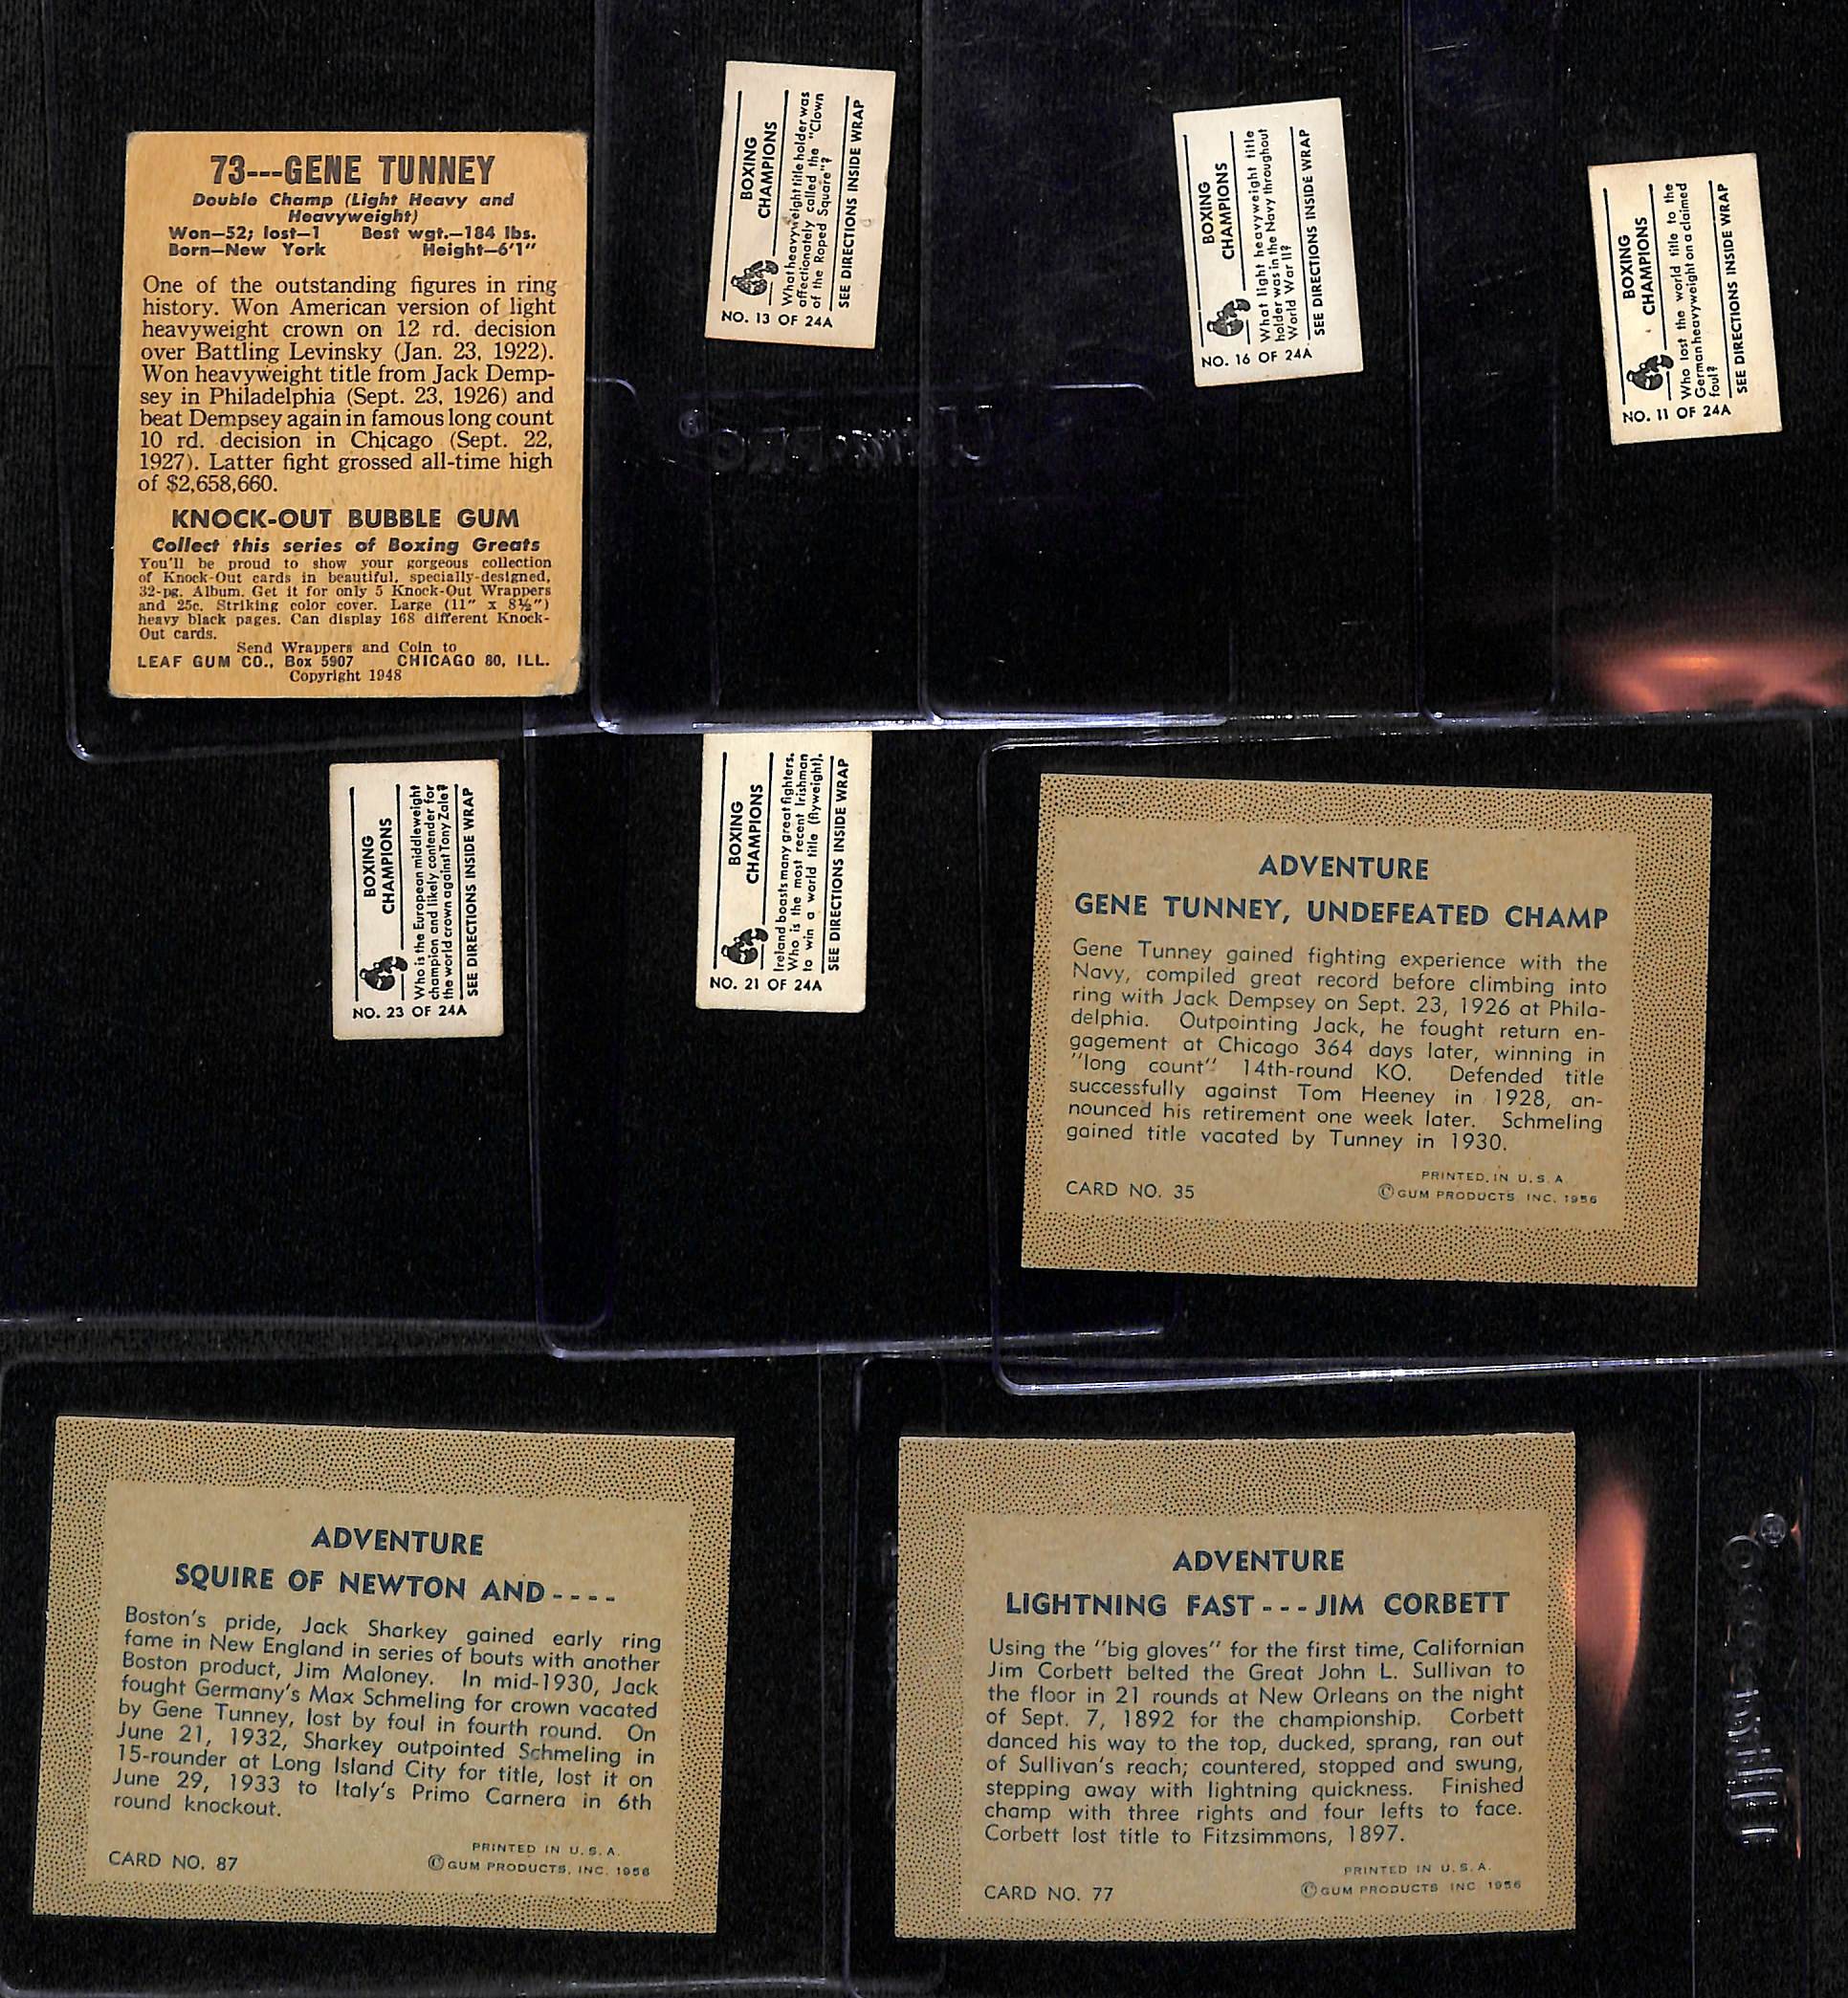 73---GENE TUNNEY
Double Champ (Light Heavy and
Heavyweight)
Won—52; lost—1 Best wgt.—184 lbs.
Born—New York Height—6'1"
One of the outstanding figures in ring
history. Won American version of light
heavyweight crown on 12 rd. decision
over Battling Levinsky (Jan. 23, 1922).
Won heavyweight title from Jack Demp-
sey in Philadelphia (Sept. 23, 1926) and
beat Dempsey again in famous long count
10 rd. decision in Chicago (Sept. 22,
1927). Latter fight grossed all-time high
of $2,658,660.
KNOCK-OUT BUBBLE GUM
Collect this series of Boxing Greats
You'll be proud to show your gorgeous collection
of Knock-Out cards in beautiful, specially-designed,
32-pg. Album. Get it for only 5 Knock-Out Wrappers
and 25c. Striking color cover. Large (11" x 8½")
heavy black pages. Can display 168 different Knock-
Out cards.
Send Wrappers and Coin to
LEAF GUM CO., Box 5907 CHICAGO 80, ILL.
Copyright 1948
BOXING
CHAMPIONS
What heavyweight title holder was
affectionately called the "Clown
of the Roped Square"?
SEE DIRECTIONS INSIDE WRAP
NO. 13 OF 24A
BOXING
CHAMPIONS
What light heavyweight title
holder was in the Navy throughout
World War II?
SEE DIRECTIONS INSIDE WRAP
NO. 16 OF 24A
BOXING
CHAMPIONS
Who lost the world title to the
German heavyweight on a claimed
foul?
SEE DIRECTIONS INSIDE WRAP
NO. 11 OF 24A
BOXING
CHAMPIONS
Who is the European middleweight
champion and likely contender for
the world crown against Tony Zale?
SEE DIRECTIONS INSIDE WRAP
NO. 23 OF 24A
BOXING
CHAMPIONS
Ireland boasts many great fighters.
Who is the most recent Irishman
to win a world title (flyweight).
SEE DIRECTIONS INSIDE WRAP
NO. 21 OF 24A
ADVENTURE
GENE TUNNEY, UNDEFEATED CHAMP
Gene Tunney gained fighting experience with the
Navy, compiled great record before climbing into
ring with Jack Dempsey on Sept. 23, 1926 at Phila-
delphia. Outpointing Jack, he fought return en-
gagement at Chicago 364 days later, winning in
"long count" 14th-round KO. Defended title
successfully against Tom Heeney in 1928, an-
nounced his retirement one week later. Schmeling
gained title vacated by Tunney in 1930.
PRINTED IN U.S.A.
CARD NO. 35 ©GUM PRODUCTS INC. 1956
ADVENTURE
SQUIRE OF NEWTON AND----
Boston's pride, Jack Sharkey gained early ring
fame in New England in series of bouts with another
Boston product, Jim Maloney. In mid-1930, Jack
fought Germany's Max Schmeling for crown vacated
by Gene Tunney, lost by foul in fourth round. On
June 21, 1932, Sharkey outpointed Schmeling in
15-rounder at Long Island City for title, lost it on
June 29, 1933 to Italy's Primo Carnera in 6th
round knockout.
PRINTED IN U.S.A.
CARD NO. 87 ©GUM PRODUCTS, INC. 1956
ADVENTURE
LIGHTNING FAST---JIM CORBETT
Using the "big gloves" for the first time, Californian
Jim Corbett belted the Great John L. Sullivan to
the floor in 21 rounds at New Orleans on the night
of Sept. 7, 1892 for the championship. Corbett
danced his way to the top, ducked, sprang, ran out
of Sullivan's reach; countered, stopped and swung,
stepping away with lightning quickness. Finished
champ with three rights and four lefts to face.
Corbett lost title to Fitzsimmons, 1897.
PRINTED IN U.S.A.
CARD NO. 77 ©GUM PRODUCTS INC 1956